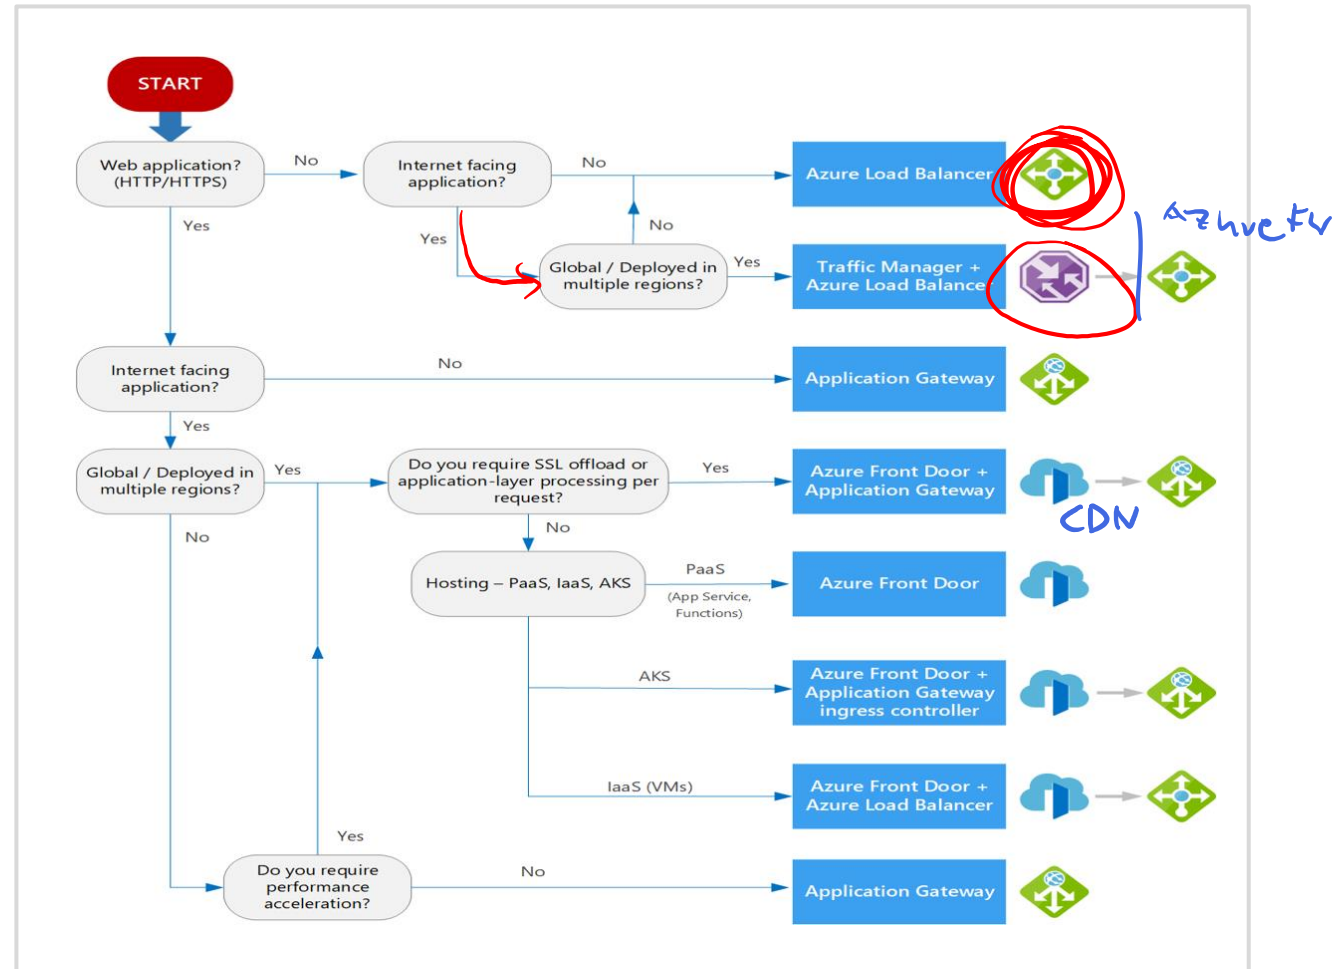 START
Web application?
(HTTP/HTTPS)
No
Internet facing
application?
No
Azure Load Balancer
Yes
Yes
No
Global / Deployed in
multiple regions?
Yes
Traffic Manager +
Azure Load Balancer
Internet facing
application?
No
Application Gateway
Yes
Global / Deployed in
multiple regions?
Yes
Do you require SSL offload or
application-layer processing per
request?
Yes
Azure Front Door +
Application Gateway
CDN
No
No
Hosting – PaaS, IaaS, AKS
PaaS
(App Service,
Functions)
Azure Front Door
AKS
Azure Front Door +
Application Gateway
ingress controller
IaaS (VMs)
Azure Front Door +
Azure Load Balancer
Yes
Do you require
performance
acceleration?
No
Application Gateway